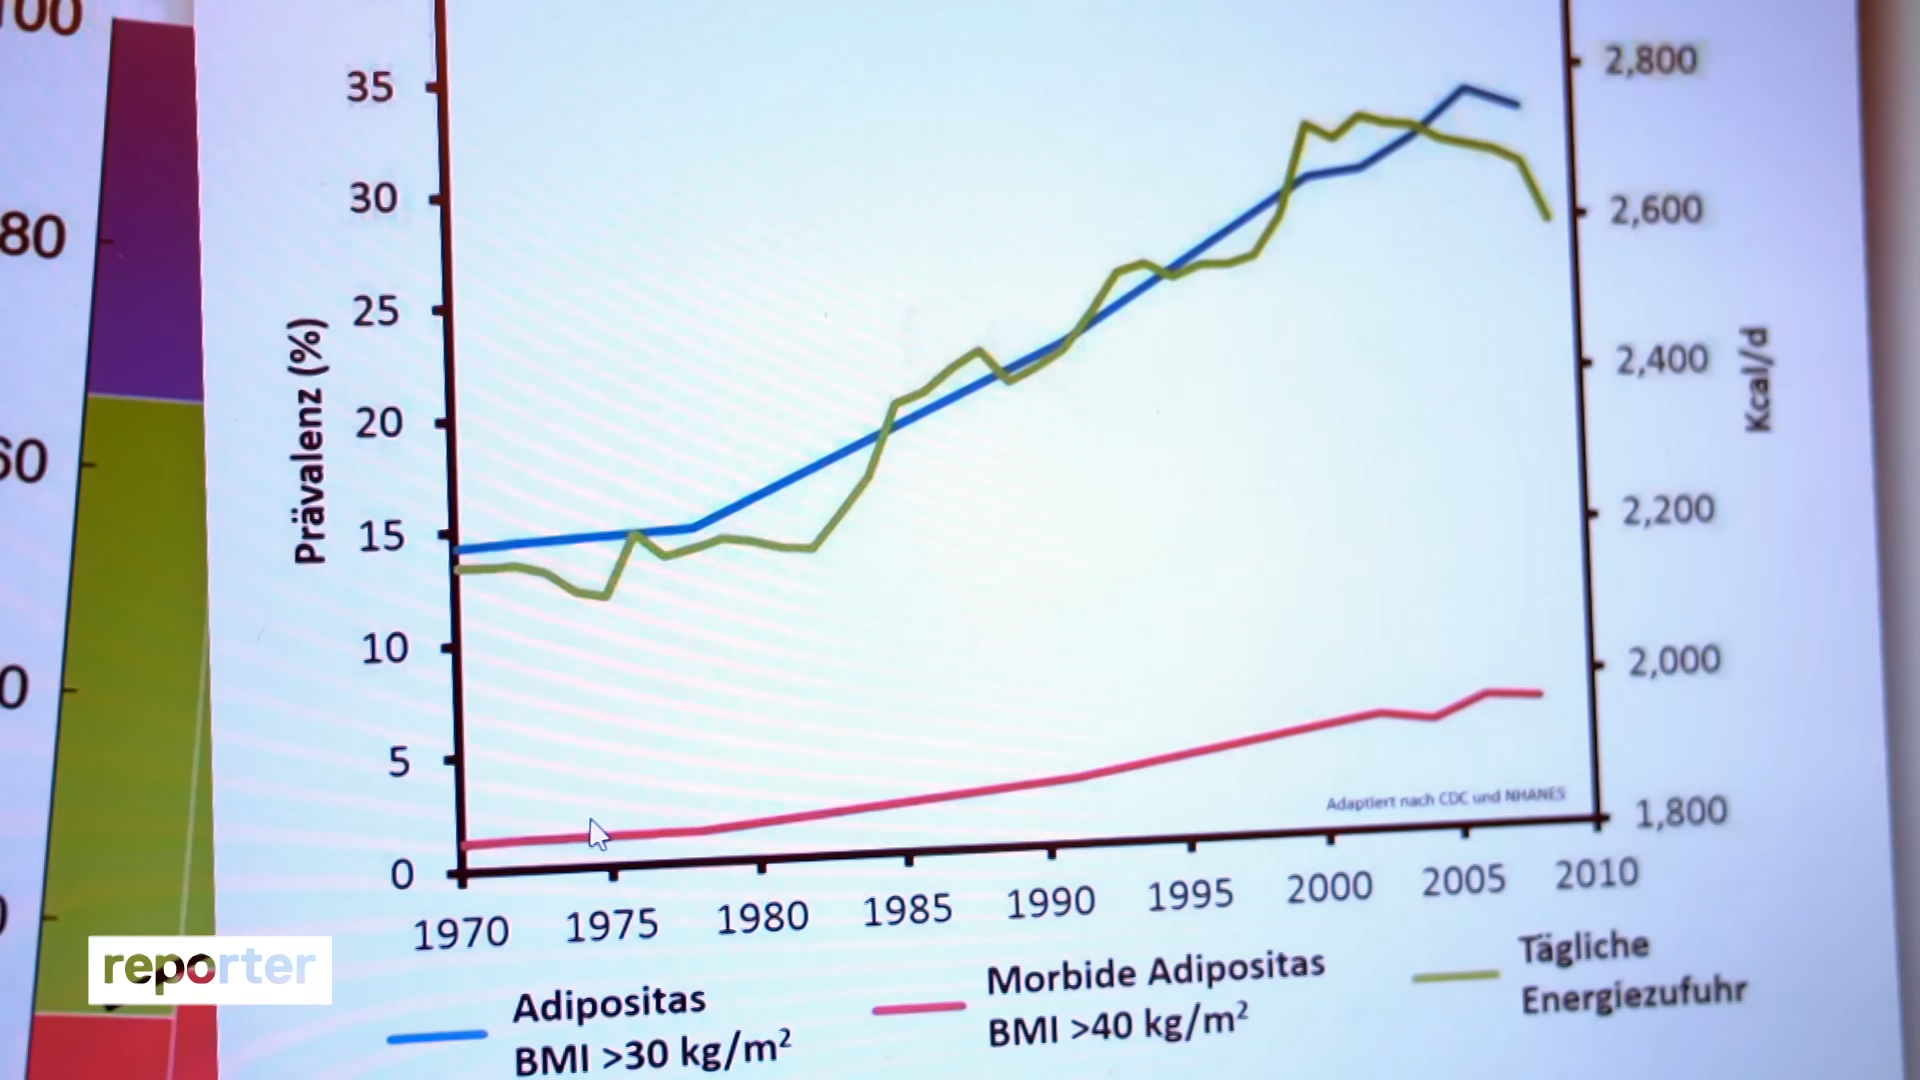 35
30
25
20
15
10
5
0
Prävalenz (%)
2,800
2,600
2,400
2,200
2,000
1,800
Kcal/d
Adaptiert nach CDC und NHANES
1970 1975 1980 1985 1990 1995 2000 2005 2010
Adipositas
BMI >30 kg/m²
Morbide Adipositas
BMI >40 kg/m²
Tägliche
Energiezufuhr
80
reporter